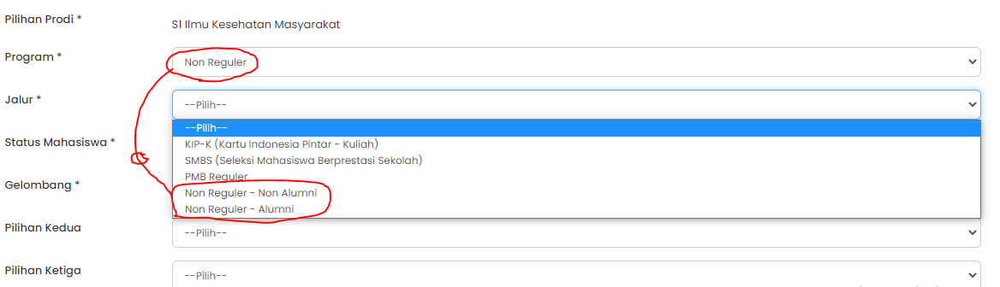 Pilihan Prodi *
S1 Ilmu Kesehatan Masyarakat
Program *
Non Reguler
Jalur *
--Pilih--
--Pilih--
KIP-K (Kartu Indonesia Pintar - Kuliah)
Status Mahasiswa *
SMBS (Seleksi Mahasiswa Berprestasi Sekolah)
PMB Reguler
Gelombang *
Non Reguler - Non Alumni
Non Reguler - Alumni
Pilihan Kedua
--Pilih--
Pilihan Ketiga
--Pilih--